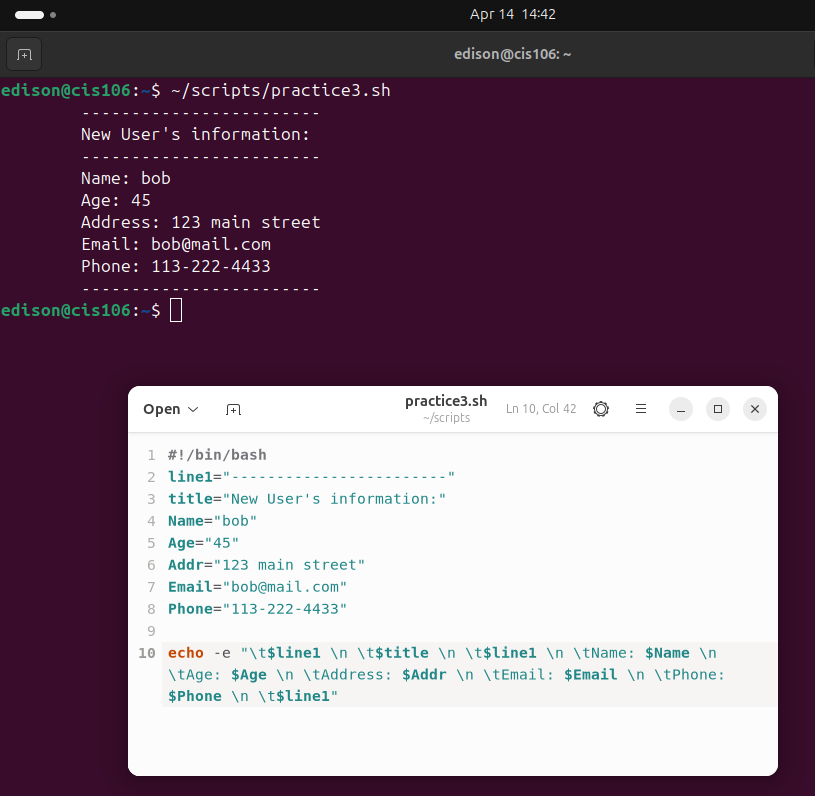 Apr 14 14:42
edison@cis106: ~
edison@cis106:~$ ~/scripts/practice3.sh
------------------------
New User's information:
------------------------
Name: bob
Age: 45
Address: 123 main street
Email: bob@mail.com
Phone: 113-222-4433
------------------------
edison@cis106:~$
Open
practice3.sh
~/scripts
Ln 10, Col 42
1 #!/bin/bash
2 line1="------------------------"
3 title="New User's information:"
4 Name="bob"
5 Age="45"
6 Addr="123 main street"
7 Email="bob@mail.com"
8 Phone="113-222-4433"
9
10 echo -e "\t$line1 \n \t$title \n \t$line1 \n \tName: $Name \n
\tAge: $Age \n \tAddress: $Addr \n \tEmail: $Email \n \tPhone:
$Phone \n \t$line1"